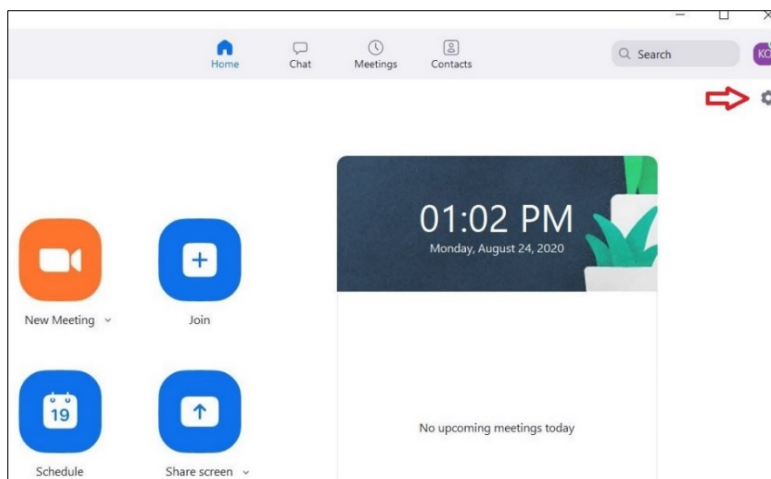 Home
Chat
Meetings
Contacts
Search
KO
01:02 PM
Monday, August 24, 2020
New Meeting
Join
19
Schedule
Share screen
No upcoming meetings today